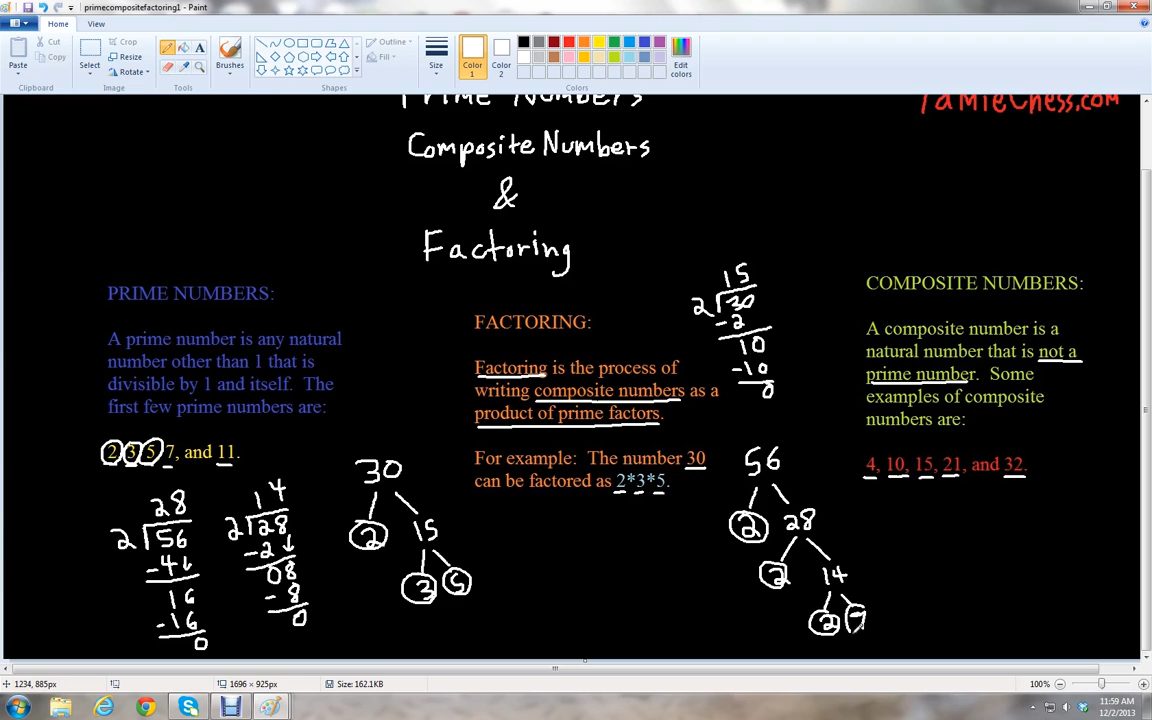 primecompositefactoring1 - Paint
Home View
Paste
Cut
Copy
Clipboard
Select
Crop
Resize
Rotate
Image
Tools
Brushes
Shapes
Outline
Fill
Size
Color 1
Color 2
Edit colors
Colors
Prime Numbers
YamieChess.com
Composite Numbers
&
Factoring
PRIME NUMBERS:
A prime number is any natural
number other than 1 that is
divisible by 1 and itself. The
first few prime numbers are:
2, 3, 5, 7, and 11.
28
2 56
-4
16
-16
0
14
2 28
-2
08
-8
0
30
2 15
3 5
FACTORING:
Factoring is the process of
writing composite numbers as a
product of prime factors.
For example: The number 30
can be factored as 2*3*5.
15
2 30
-2
10
-10
0
56
2 28
2 14
2 7
COMPOSITE NUMBERS:
A composite number is a
natural number that is not a
prime number. Some
examples of composite
numbers are:
4, 10, 15, 21, and 32.
1234, 885px
1696 × 925px
Size: 162.1KB
100%
11:59 AM
12/2/2013